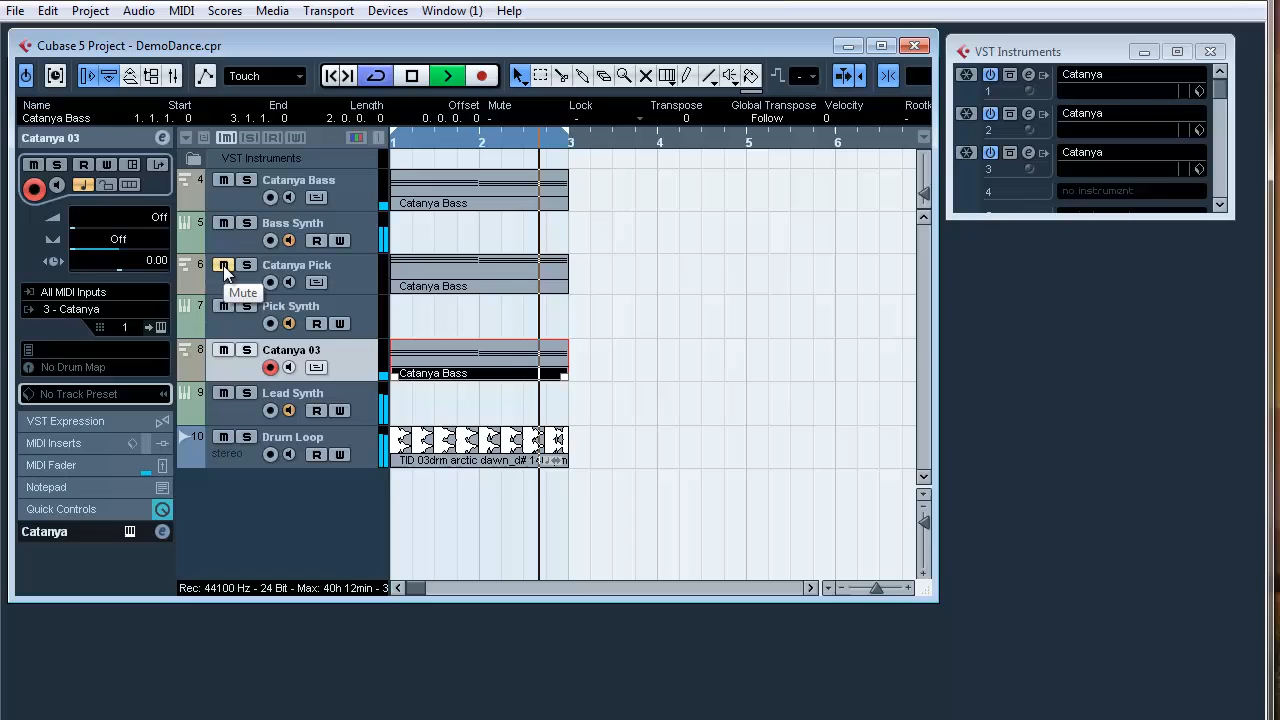 File Edit Project Audio MIDI Scores Media Transport Devices Window (1) Help
Cubase 5 Project - DemoDance.cpr
Touch
Name Start End Length Offset Mute Lock Transpose Global Transpose Velocity
Catanya Bass 1. 1. 1. 0 3. 1. 1. 0 2. 0. 0. 0 0. 0. 0. 0 - - 0 Follow 0
Catanya 03
m S R W
Off
Off
0.00
All MIDI Inputs
3 - Catanya
1
No Drum Map
No Track Preset
VST Expression
MIDI Inserts
MIDI Fader
Notepad
Quick Controls
Catanya
1 2 3 4 5 6
VST Instruments
4 m S Catanya Bass
Catanya Bass
5 m S Bass Synth
R W
6 m S Catanya Pick
Catanya Bass
Mute
7 m S Pick Synth
R W
8 m S Catanya 03
Catanya Bass
9 m S Lead Synth
R W
10 m S Drum Loop
stereo R W
TID 03drm arctic dawn_d#
Rec: 44100 Hz - 24 Bit - Max: 40h 12min - 3
VST Instruments
Catanya
1
Catanya
2
Catanya
3
4 no instrument